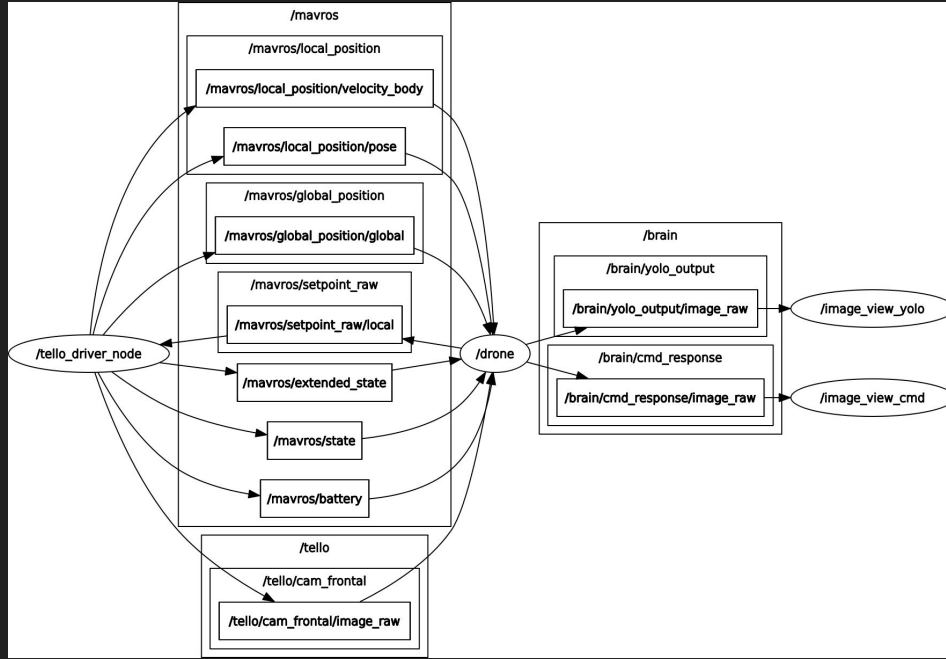 /mavros
/mavros/local_position
/mavros/local_position/velocity_body
/mavros/local_position/pose
/mavros/global_position
/mavros/global_position/global
/mavros/setpoint_raw
/mavros/setpoint_raw/local
/tello_driver_node
/mavros/extended_state
/mavros/state
/mavros/battery
/tello
/tello/cam_frontal
/tello/cam_frontal/image_raw
/drone
/brain
/brain/yolo_output
/brain/yolo_output/image_raw
/brain/cmd_response
/brain/cmd_response/image_raw
/image_view_yolo
/image_view_cmd